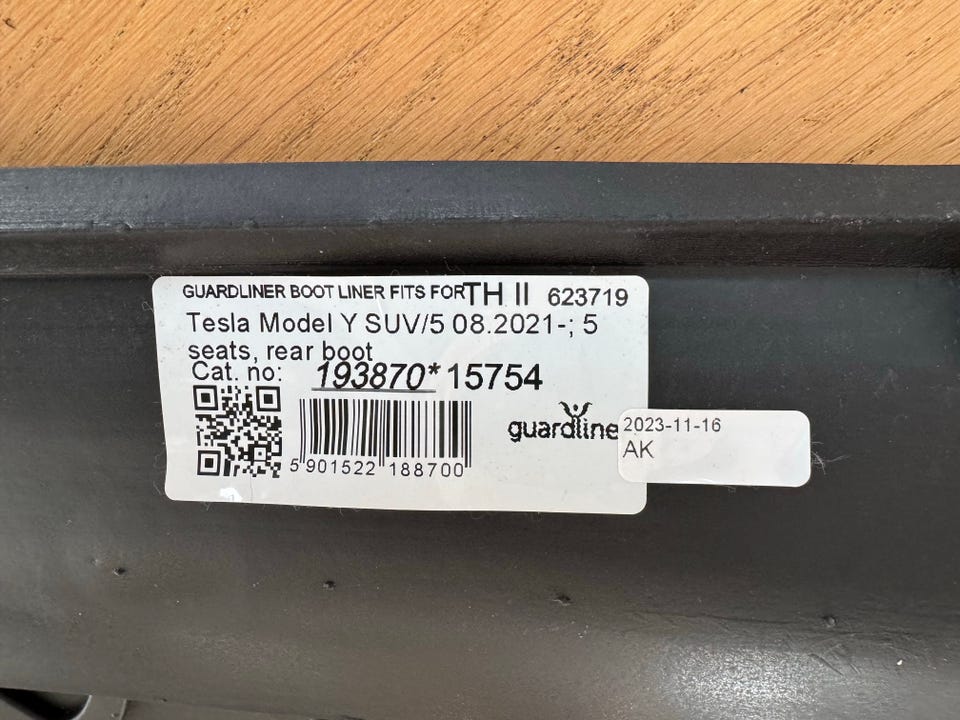 GUARDLINER BOOT LINER FITS FOR TH II 623719
Tesla Model Y SUV/5 08.2021-; 5
seats, rear boot
Cat. no: 193870*15754
guardline
5 901522 188700
2023-11-16
AK